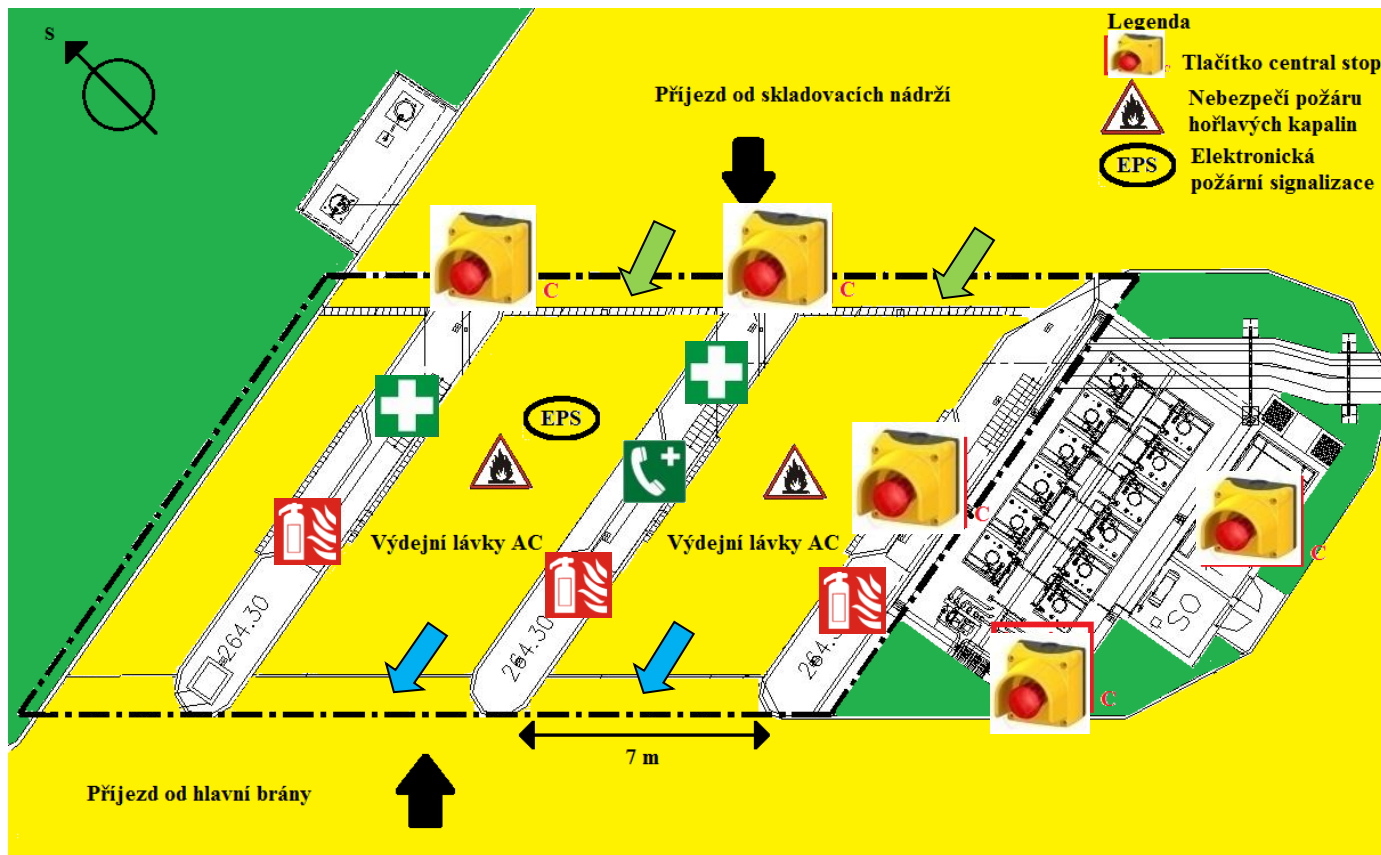 S
Legenda
Tlačítko central stop
Nebezpečí požáru
hořlavých kapalin
EPS
Elektronická
požární signalizace
Příjezd od skladovacích nádrží
C
C
EPS
C
C
Výdejní lávky AC
Výdejní lávky AC
264.30
264.30
SO.
C
7 m
Příjezd od hlavní brány